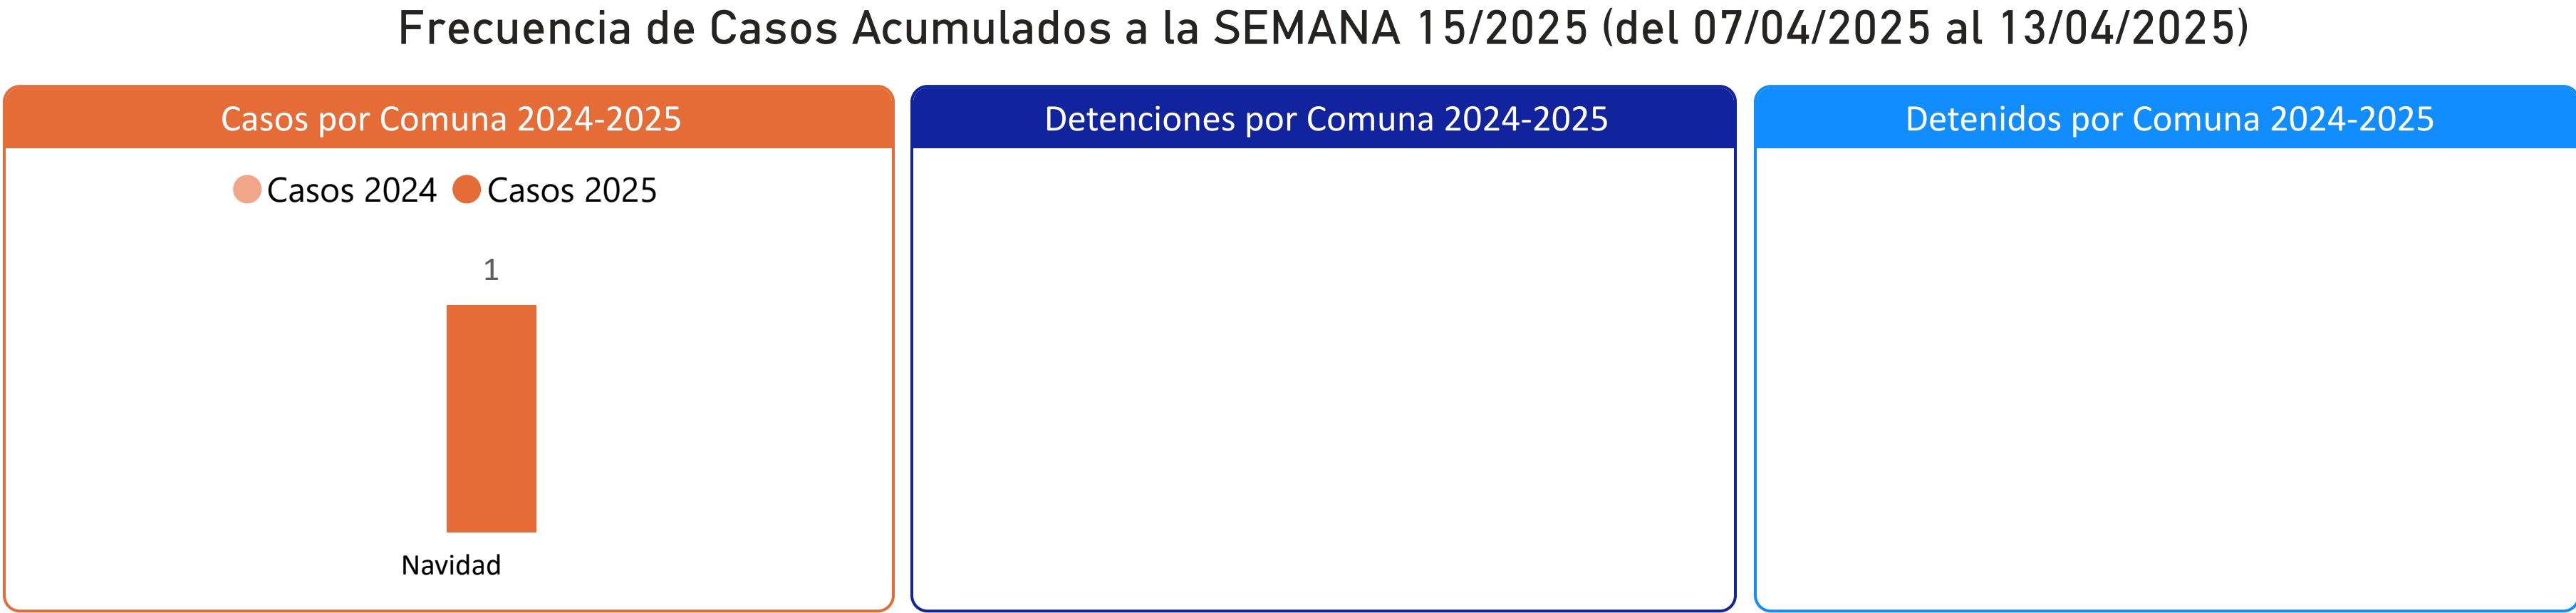 Frecuencia de Casos Acumulados a la SEMANA 15/2025 (del 07/04/2025 al 13/04/2025)
Casos por Comuna 2024-2025
Casos 2024 Casos 2025
1
Navidad
Detenciones por Comuna 2024-2025
Detenidos por Comuna 2024-2025